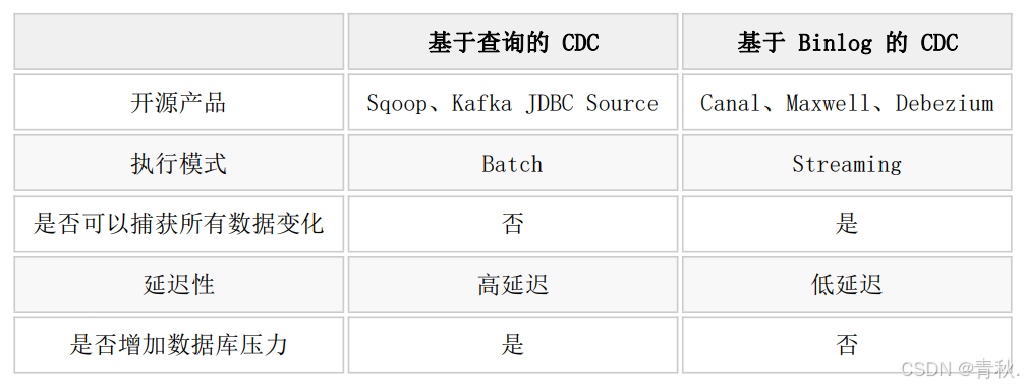 基于查询的 CDC 基于 Binlog 的 CDC
开源产品 Sqoop、Kafka JDBC Source Canal、Maxwell、Debezium
执行模式 Batch Streaming
是否可以捕获所有数据变化 否 是
延迟性 高延迟 低延迟
是否增加数据库压力 是 否
CSDN @青秋.